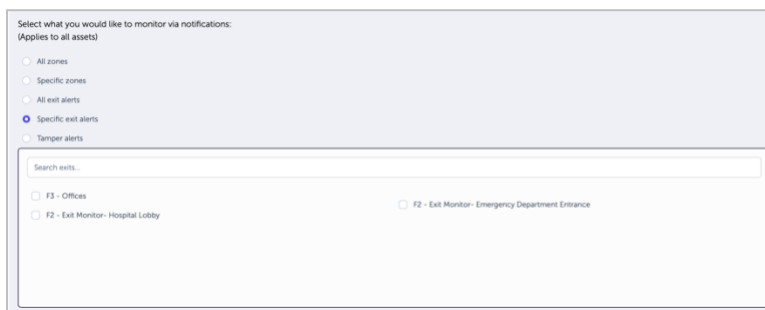 Select what you would like to monitor via notifications:
(Applies to all assets)
All zones
Specific zones
All exit alerts
Specific exit alerts
Tamper alerts
Search exits...
F3 - Offices
F2 - Exit Monitor- Hospital Lobby
F2 - Exit Monitor- Emergency Department Entrance